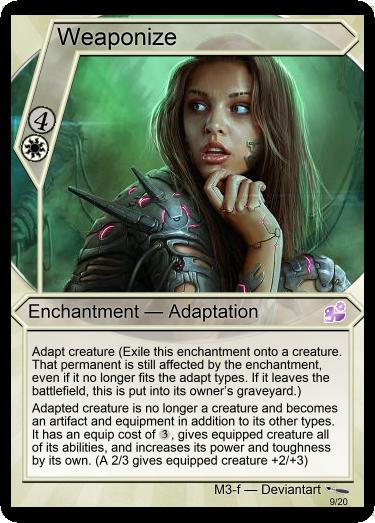 Weaponize
4
Enchantment — Adaptation
Adapt creature (Exile this enchantment onto a creature.
That permanent is still affected by the enchantment,
even if it no longer fits the adapt types. If it leaves the
battlefield, this is put into its owner's graveyard.)
Adapted creature is no longer a creature and becomes
an artifact and equipment in addition to its other types.
It has an equip cost of 3, gives equipped creature all
of its abilities, and increases its power and toughness
by its own. (A 2/3 gives equipped creature +2/+3)
M3-f — Deviantart
9/20